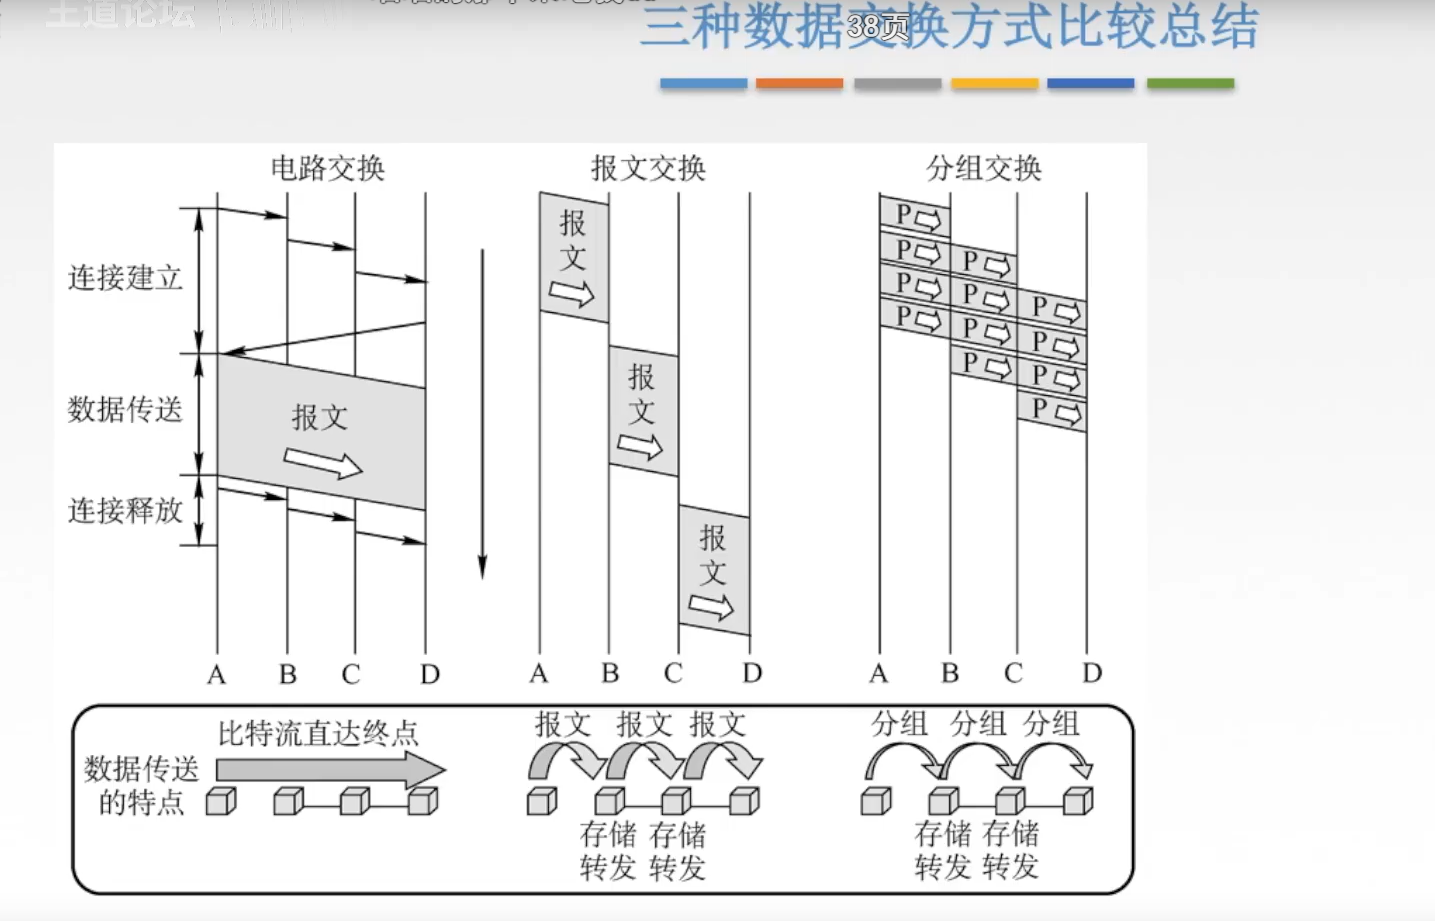 王道论坛
三种数据交换方式比较总结
38页
电路交换
报文交换
分组交换
连接建立
数据传送
连接释放
报文
报文
报文
报文
P
P
P P
P P P
P P P
P P
P
A B C D
A B C D
A B C D
数据传送的特点
比特流直达终点
报文 报文 报文
存储转发 存储转发
分组 分组 分组
存储转发 存储转发